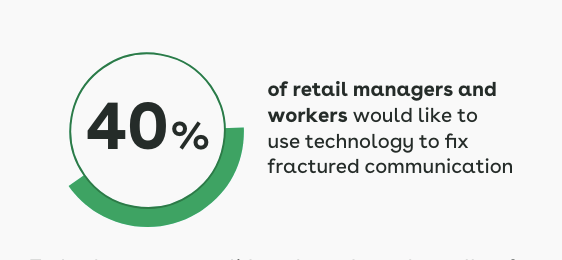 40%
of retail managers and
workers would like to
use technology to fix
fractured communication